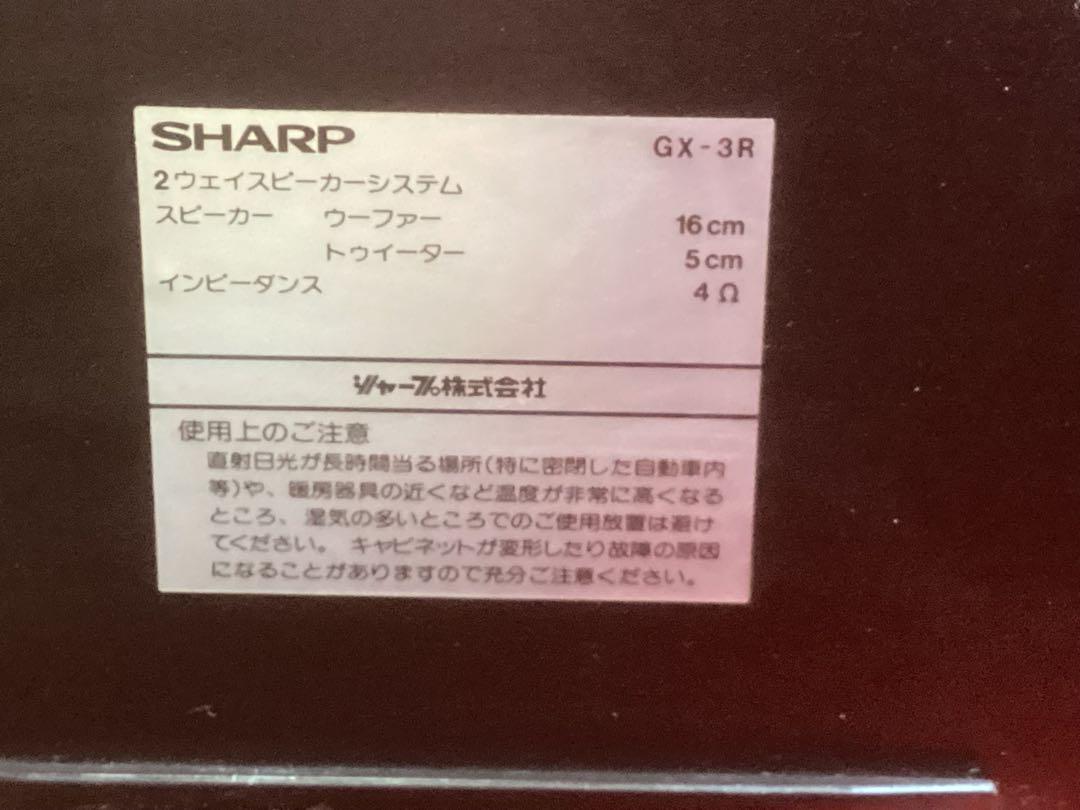 SHARP GX-3R
2ウェイスピーカーシステム
スピーカー ウーファー 16cm
トゥイーター 5cm
インピーダンス 4Ω
シャープ株式会社
使用上のご注意
直射日光が長時間当る場所(特に密閉した自動車内
等)や、暖房器具の近くなど温度が非常に高くなる
ところ、湿気の多いところでのご使用放置は避け
てください。キャビネットが変形したり故障の原因
になることがありますので充分ご注意ください。